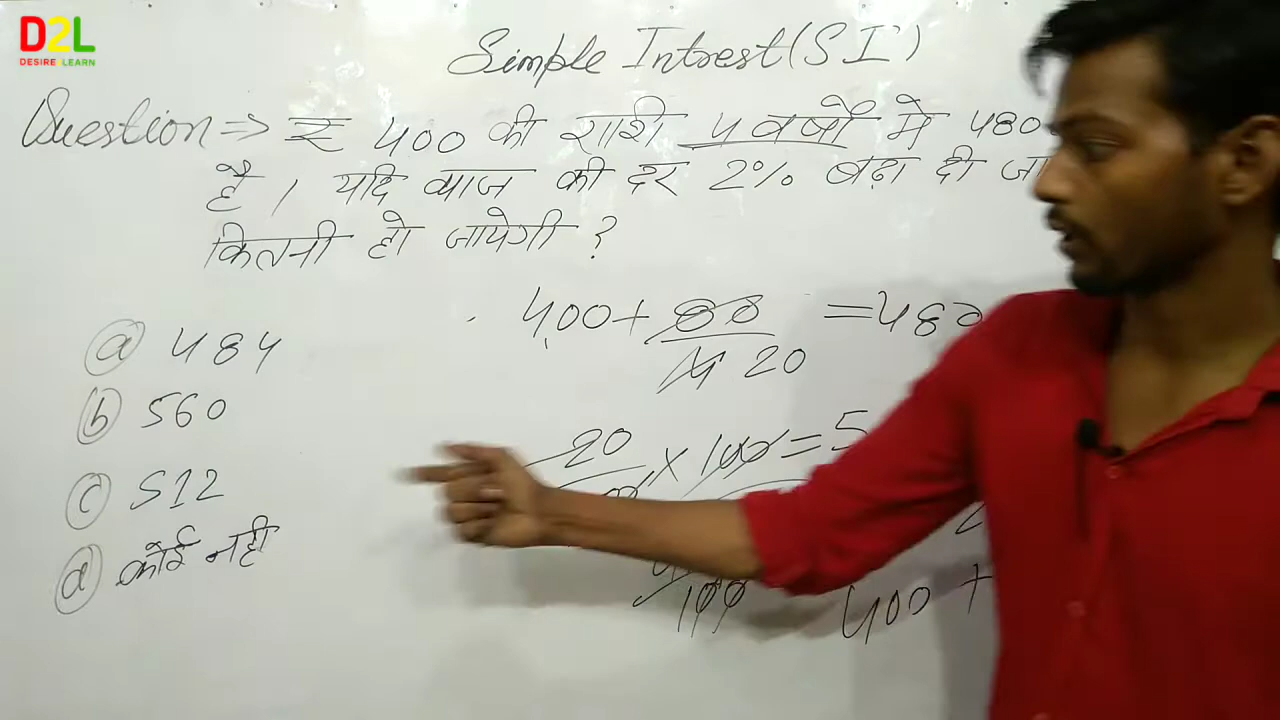 D2L
DESIRE 2 LEARN
Simple Intrest (SI)
Question ⇒ ₹ 400 की राशि 4 वर्षों में 480
है । यदि व्याज की दर 2% बढ़ा दी जा
कितनी हो जायेगी ?
400 + 80 = 480
4 20
(a) 484
(b) 560
20 × 100 = 5
(c) 512
(d) कोई नही
100
400 +